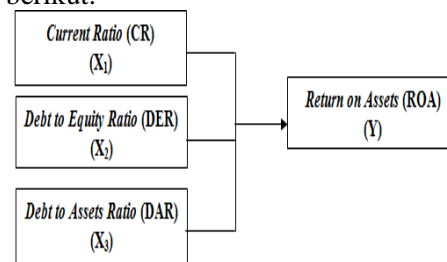 berikut:
Current Ratio (CR)
(X₁)
Debt to Equity Ratio (DER)
(X₂)
Debt to Assets Ratio (DAR)
(X₃)
Return on Assets (ROA)
(Y)